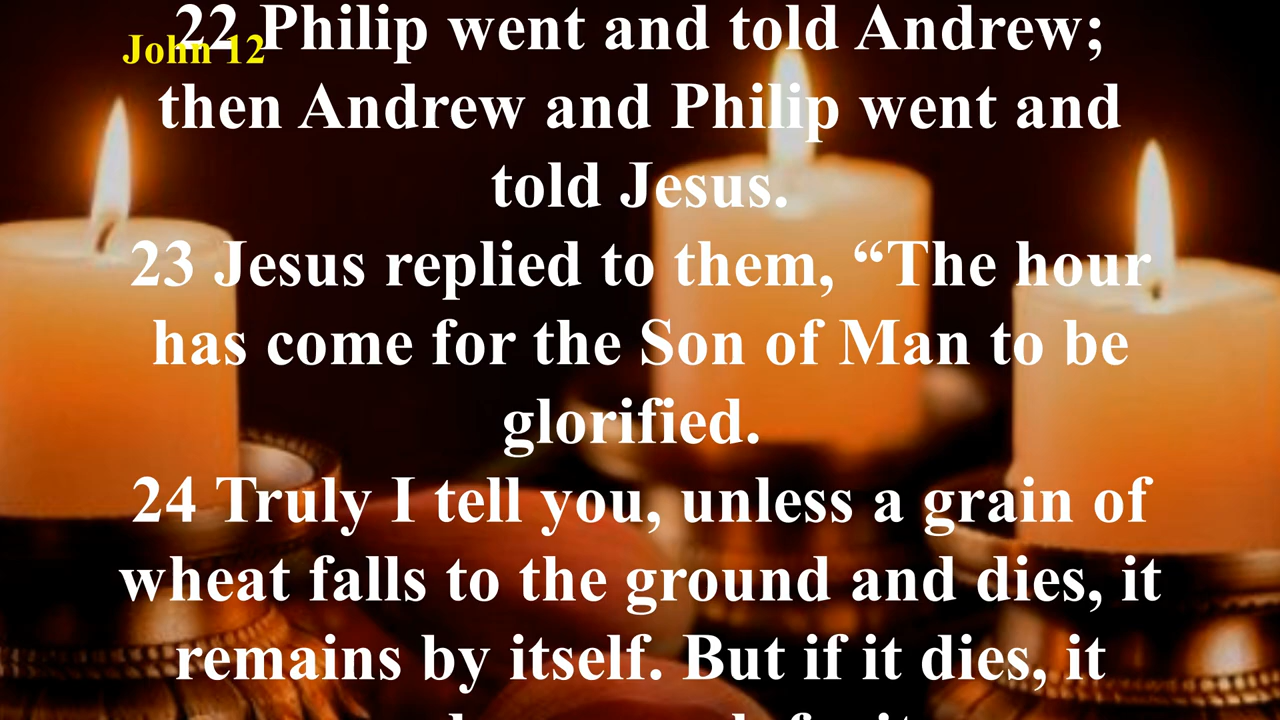 John 12
22 Philip went and told Andrew;
then Andrew and Philip went and
told Jesus.
23 Jesus replied to them, “The hour
has come for the Son of Man to be
glorified.
24 Truly I tell you, unless a grain of
wheat falls to the ground and dies, it
remains by itself. But if it dies, it